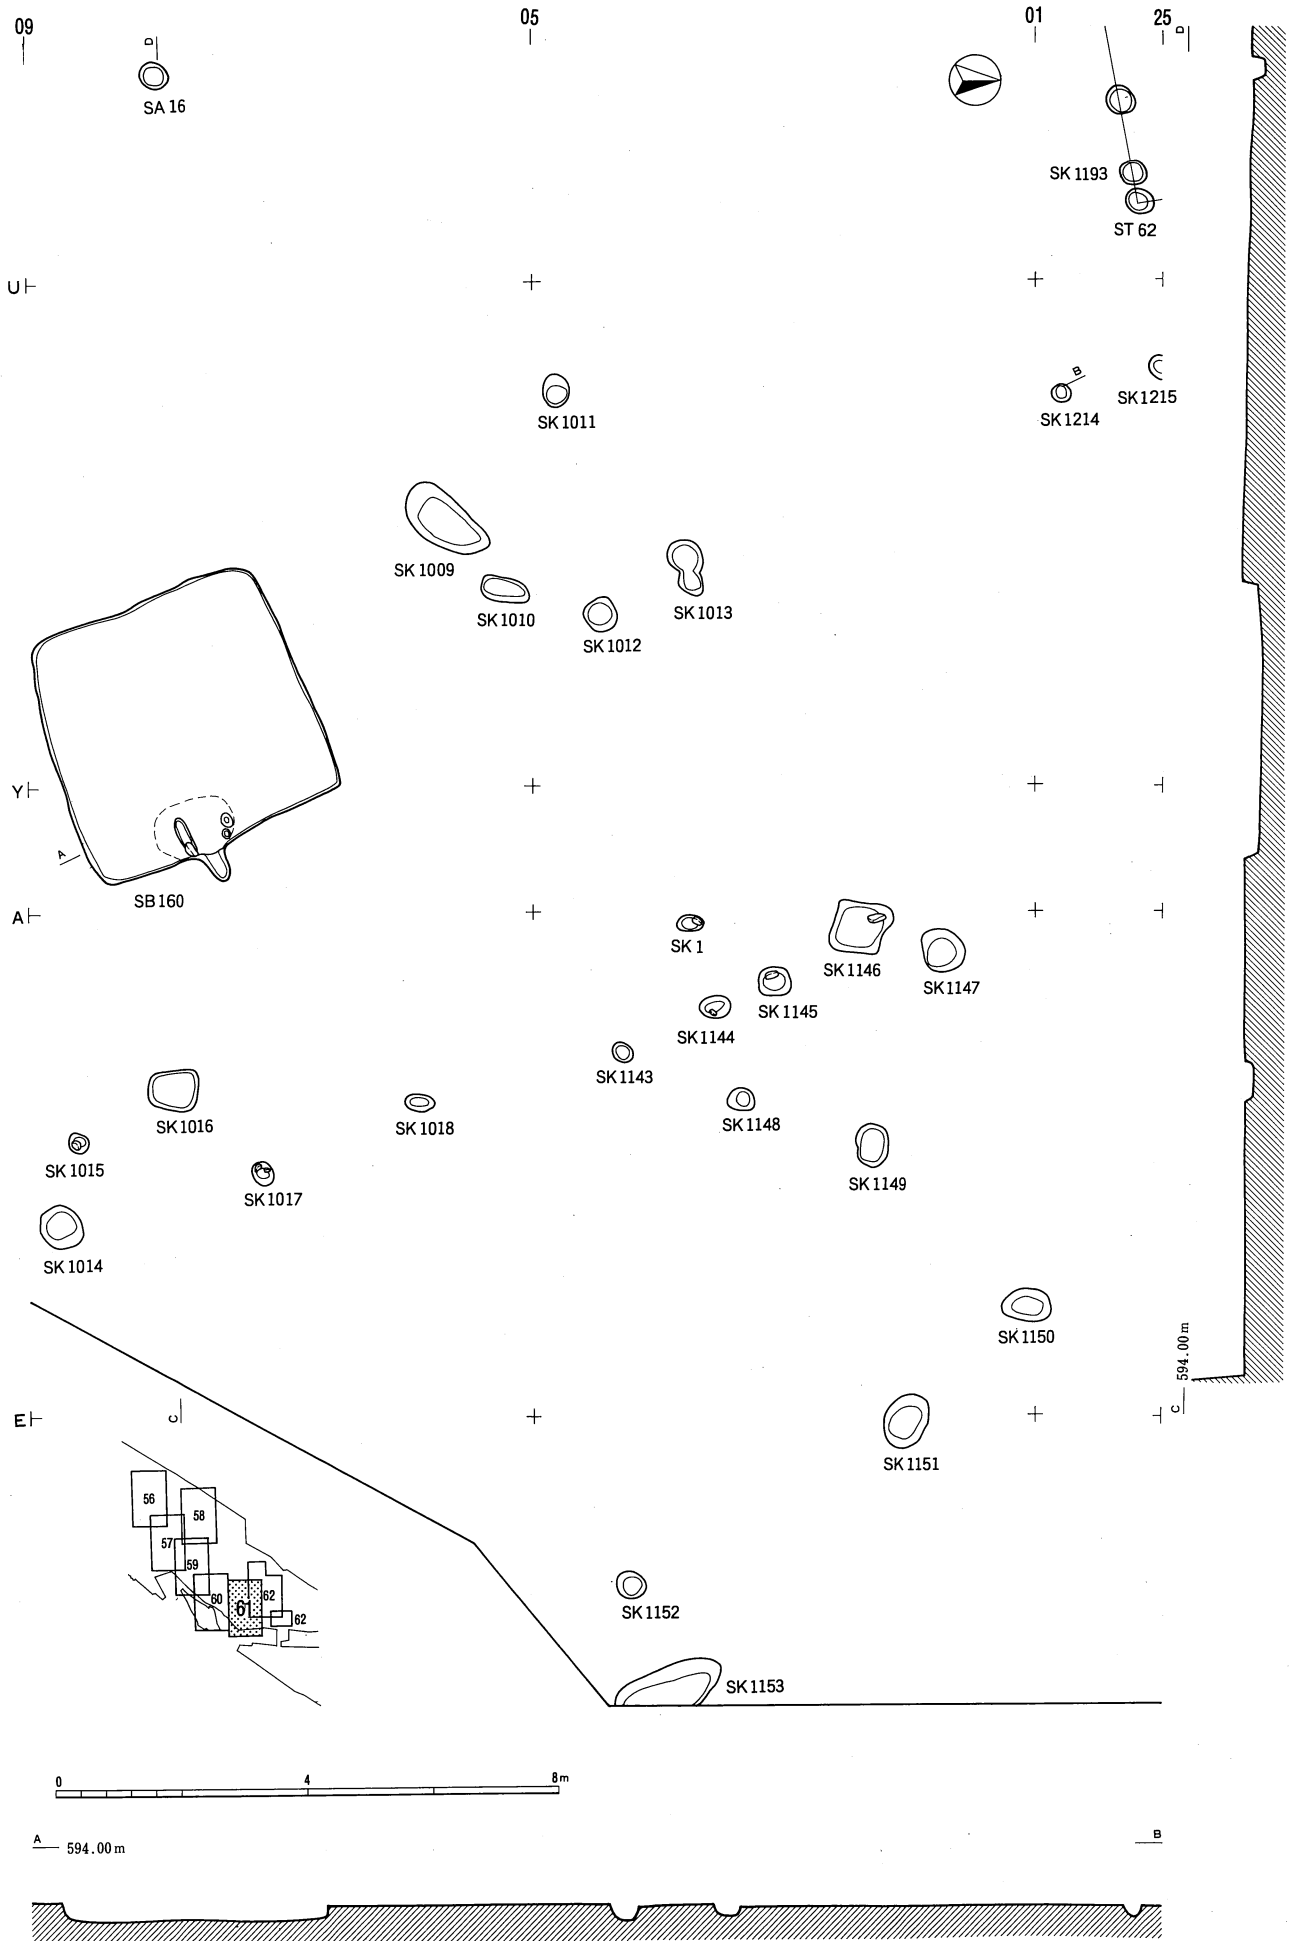 09
05
01
25
D
D
SA 16
SK 1193
ST 62
U
B
SK 1011
SK 1214
SK 1215
SK 1009
SK 1010
SK 1012
SK 1013
Y
A
SB 160
A
SK 1
SK 1146
SK 1147
SK 1145
SK 1144
SK 1143
SK 1016
SK 1018
SK 1148
SK 1015
SK 1017
SK 1149
SK 1014
SK 1150
594.00 m
E
C
C
SK 1151
56
58
57
59
60
61
62
62
SK 1152
SK 1153
0
4
8m
A
594.00 m
B